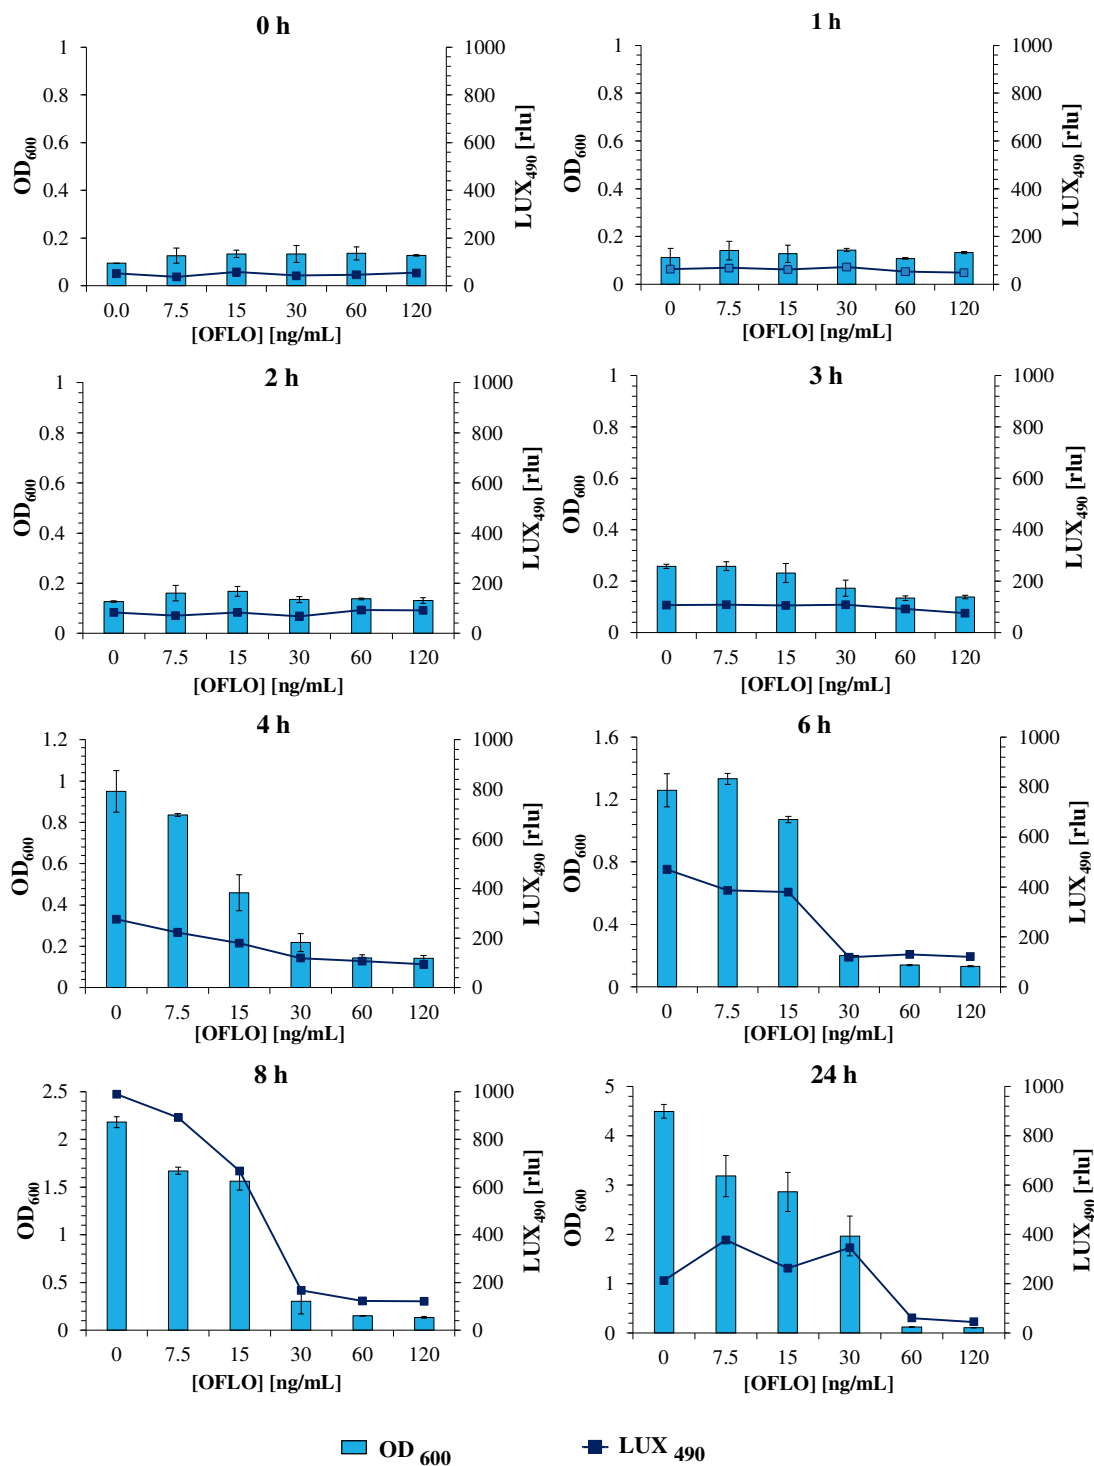 0 h
1
0.8
0.6
0.4
0.2
0
OD600
1000
800
600
400
200
0
LUX490 [rlu]
0.0 7.5 15 30 60 120
[OFLO] [ng/mL]
1 h
1
0.8
0.6
0.4
0.2
0
OD600
1000
800
600
400
200
0
LUX490 [rlu]
0 7.5 15 30 60 120
[OFLO] [ng/mL]
2 h
1
0.8
0.6
0.4
0.2
0
OD600
1000
800
600
400
200
0
LUX490 [rlu]
0 7.5 15 30 60 120
[OFLO] [ng/mL]
3 h
1
0.8
0.6
0.4
0.2
0
OD600
1000
800
600
400
200
0
LUX490 [rlu]
0 7.5 15 30 60 120
[OFLO] [ng/mL]
4 h
1.2
1
0.8
0.6
0.4
0.2
0
OD600
1000
800
600
400
200
0
LUX490 [rlu]
0 7.5 15 30 60 120
[OFLO] [ng/mL]
6 h
1.6
1.2
0.8
0.4
0
OD600
1000
800
600
400
200
0
LUX490 [rlu]
0 7.5 15 30 60 120
[OFLO] [ng/mL]
8 h
2.5
2
1.5
1
0.5
0
OD600
1000
800
600
400
200
0
LUX490 [rlu]
0 7.5 15 30 60 120
[OFLO] [ng/mL]
24 h
5
4
3
2
1
0
OD600
1000
800
600
400
200
0
LUX490 [rlu]
0 7.5 15 30 60 120
[OFLO] [ng/mL]
OD 600
LUX 490